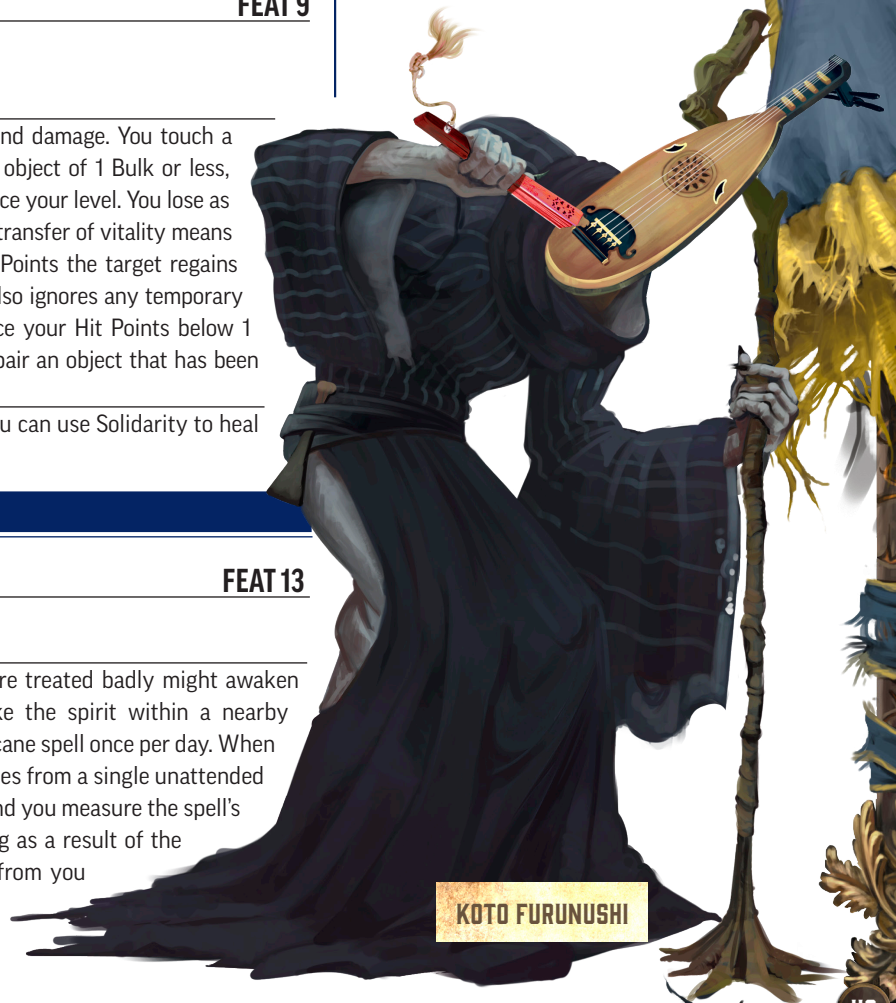 FEAT 9
nd damage. You touch a
object of 1 Bulk or less,
ce your level. You lose as
transfer of vitality means
Points the target regains
lso ignores any temporary
ce your Hit Points below 1
pair an object that has been
u can use Solidarity to heal
FEAT 13
re treated badly might awaken
ke the spirit within a nearby
cane spell once per day. When
es from a single unattended
nd you measure the spell's
g as a result of the
from you
KOTO FURUNUSHI